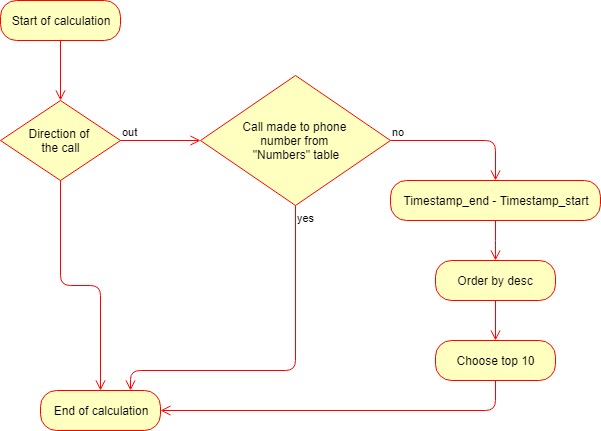 Start of calculation
Direction of
the call
out
Call made to phone
number from
"Numbers" table
no
yes
Timestamp_end - Timestamp_start
Order by desc
Choose top 10
End of calculation